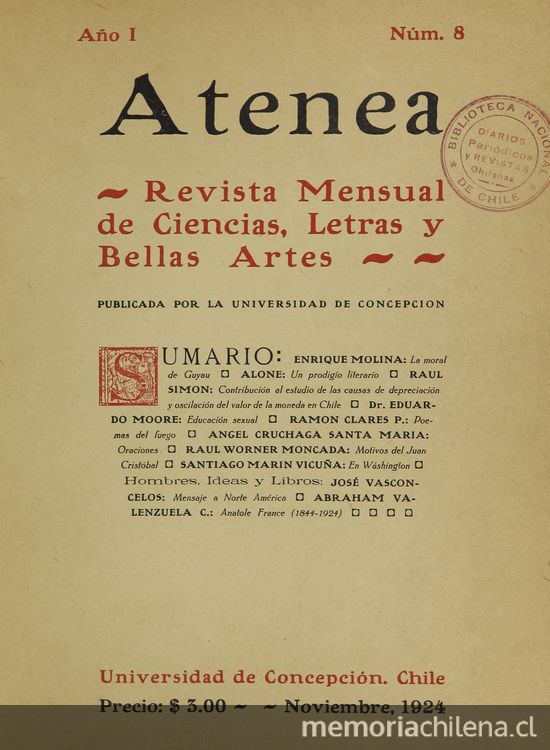 Año I Núm. 8
Atenea
~ Revista Mensual
de Ciencias, Letras y
Bellas Artes ~ ~
PUBLICADA POR LA UNIVERSIDAD DE CONCEPCION
SUMARIO: ENRIQUE MOLINA: La moral
de Guyau ◘ ALONE: Un prodigio literario ◘ RAUL
SIMON: Contribución al estudio de las causas de depreciación
y oscilación del valor de la moneda en Chile ◘ Dr. EDUAR-
DO MOORE: Educación sexual ◘ RAMON CLARES P.: Poe-
mas del fuego ◘ ANGEL CRUCHAGA SANTA MARIA:
Oraciones ◘ RAUL WORNER MONCADA: Motivos del Juan
Cristóbal ◘ SANTIAGO MARIN VICUÑA: En Wáshington ◘
Hombres, Ideas y Libros: JOSÉ VASCON-
CELOS: Mensaje a Norte América ◘ ABRAHAM VA-
LENZUELA C.: Anatole France (1844-1924) ◘ ◘ ◘ ◘
Universidad de Concepción. Chile
Precio: $ 3.00 ~ ~ Noviembre, 1924
BIBLIOTECA NACIONAL
DIARIOS
Periódicos
y REVISTAS
Chilenas
* DE CHILE *
memoriachilena.cl